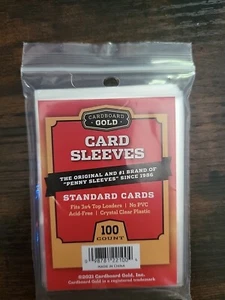 CARDBOARD
GOLD
CARD
SLEEVES
THE ORIGINAL AND #1 BRAND OF
"PENNY SLEEVES" SINCE 1986
STANDARD CARDS
Fits 3x4 Top Loaders | No PVC
Acid-Free | Crystal Clear Plastic
100
COUNT
©2021 Cardboard Gold, Inc.
Cardboard Gold is a registered trademark